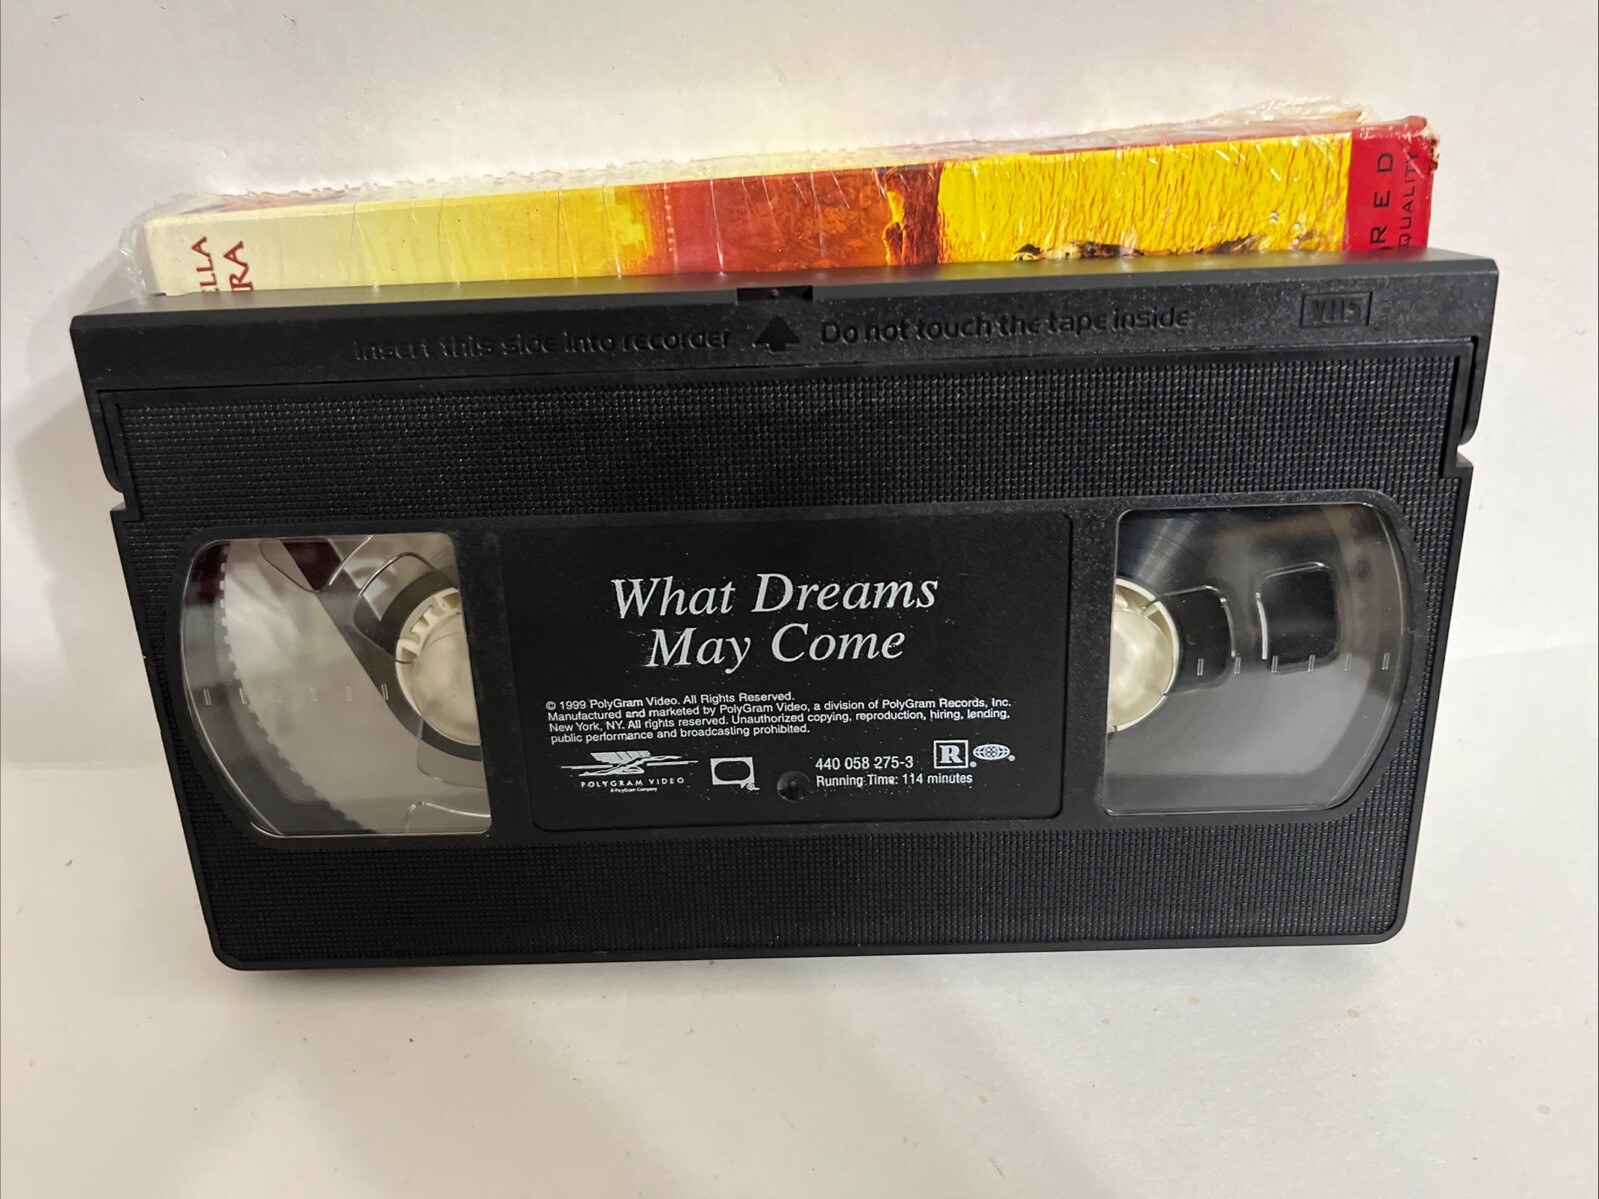 ELLA
RA
RED
QUALITY
Insert this side into recorder Do not touch the tape inside VHS
What Dreams
May Come
© 1999 PolyGram Video. All Rights Reserved.
Manufactured and marketed by PolyGram Video, a division of PolyGram Records, Inc.
New York, NY. All rights reserved. Unauthorized copying, reproduction, hiring, lending,
public performance and broadcasting prohibited.
POLYGRAM VIDEO
A PolyGram Company
440 058 275-3 R
Running Time: 114 minutes